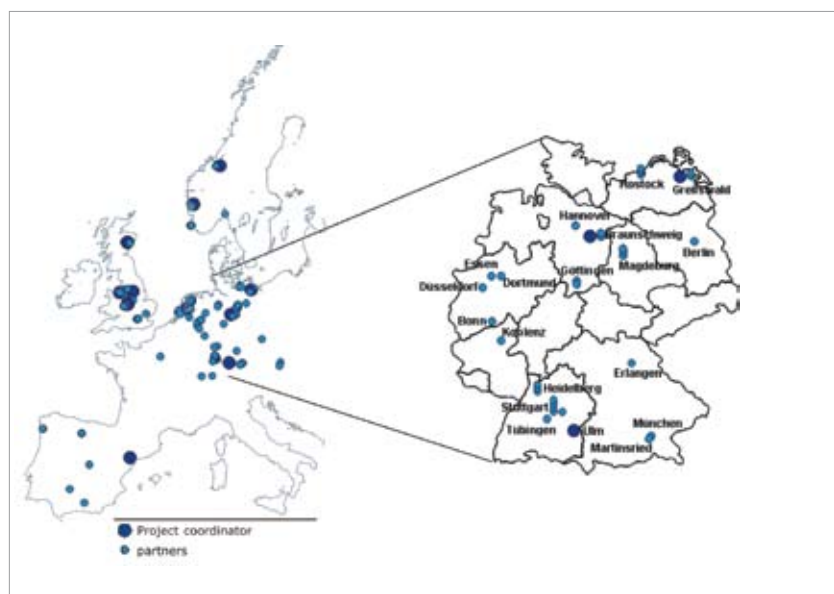 Rostock
Greifswald
Hannover
Braunschweig
Berlin
Magdeburg
Essen
Göttingen
Düsseldorf
Dortmund
Bonn
Koblenz
Erlangen
Heidelberg
Stuttgart
München
Ulm
Tübingen
Martinsried
Project coordinator
partners